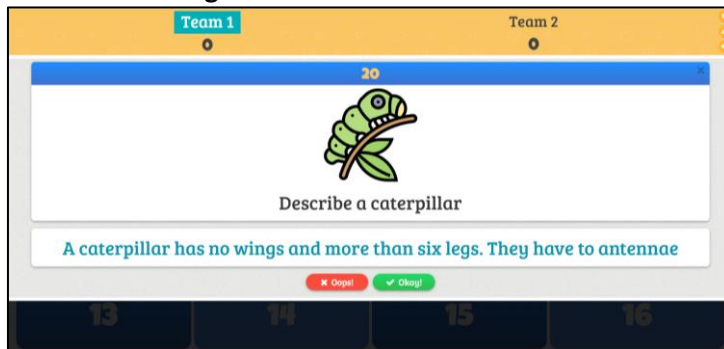 Team 1
Team 2
0
0
20
×
Describe a caterpillar
A caterpillar has no wings and more than six legs. They have to antennae
× Oops!
✓ Okay!
13
14
15
16